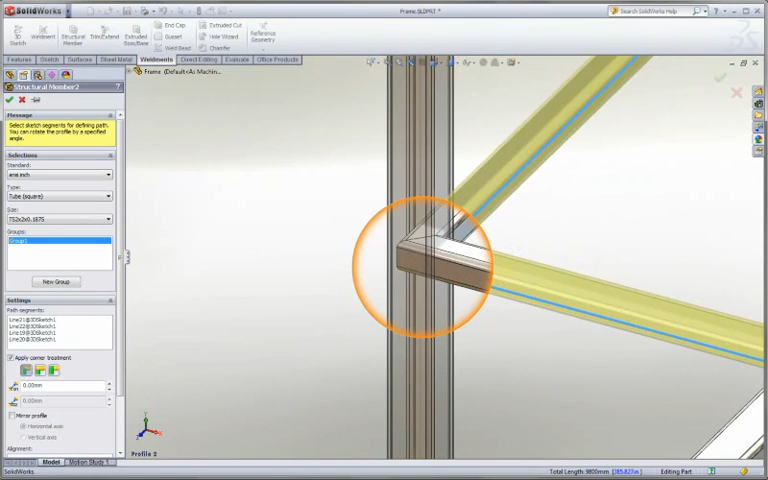 SolidWorks
Frame.SLDPRT *
Search SolidWorks Help
3D Sketch
Weldment
Structural Member
Trim/Extend
Extruded Boss/Base
End Cap
Gusset
Weld Bead
Extruded Cut
Hole Wizard
Chamfer
Reference Geometry
Features
Sketch
Surfaces
Sheet Metal
Weldments
Direct Editing
Evaluate
Office Products
Frame (Default<As Machin...
Structural Member2
Message
Select sketch segments for defining path.
You can rotate the profile by a specified
angle.
Selections
Standard:
ansi inch
Type:
Tube (square)
Size:
TS2x2x0.1875
Groups:
Group1
New Group
Settings
Path segments:
Line21@3DSketch1
Line22@3DSketch1
Line19@3DSketch1
Line20@3DSketch1
Apply corner treatment
0.00mm
0.00mm
Mirror profile
Horizontal axis
Vertical axis
Alignment:
Profile 2
Model
Motion Study 1
SolidWorks
Total Length: 9800mm [385.827in]
Editing Part